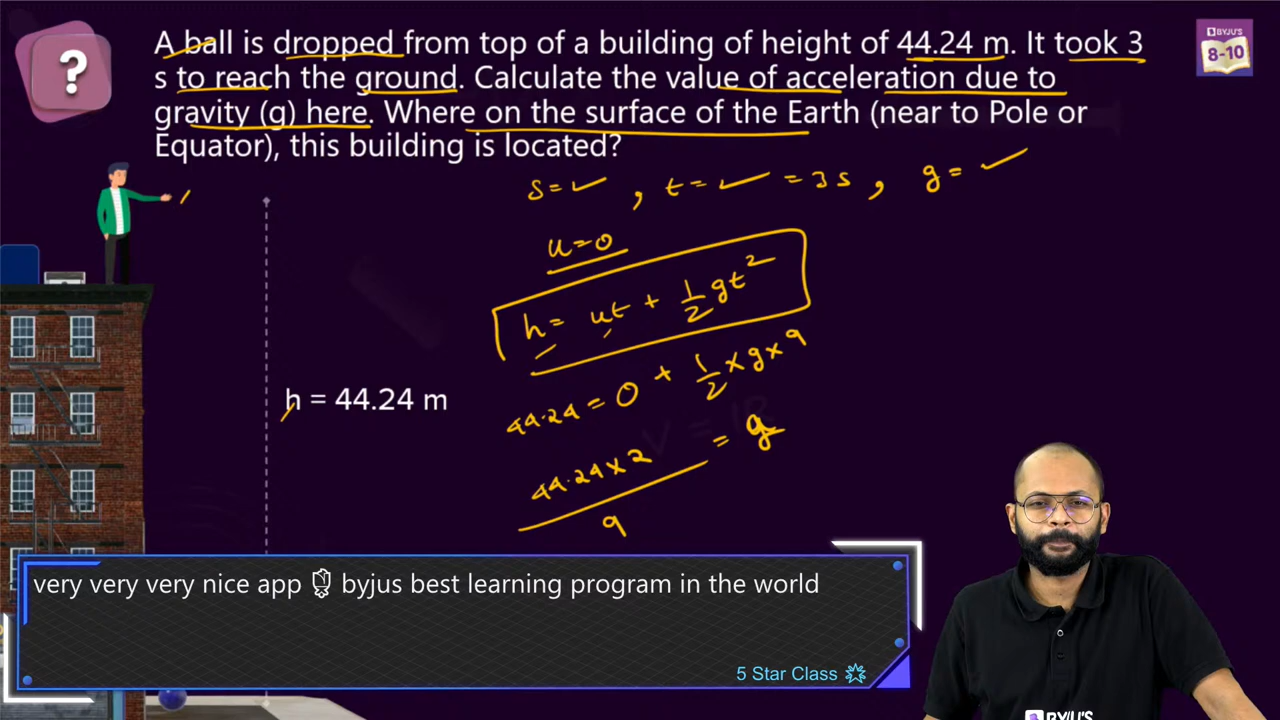 A ball is dropped from top of a building of height of 44.24 m. It took 3
s to reach the ground. Calculate the value of acceleration due to
gravity (g) here. Where on the surface of the Earth (near to Pole or
Equator), this building is located?
?
BYJU'S
8-10
s = ✓ , t = ✓ = 3 s , g = ✓
u = 0
h = ut + 1/2 gt²
44.24 = 0 + 1/2 × g × 9
44.24 × 2 / 9 = g
h = 44.24 m
very very very nice app byjus best learning program in the world
5 Star Class
BYJU'S